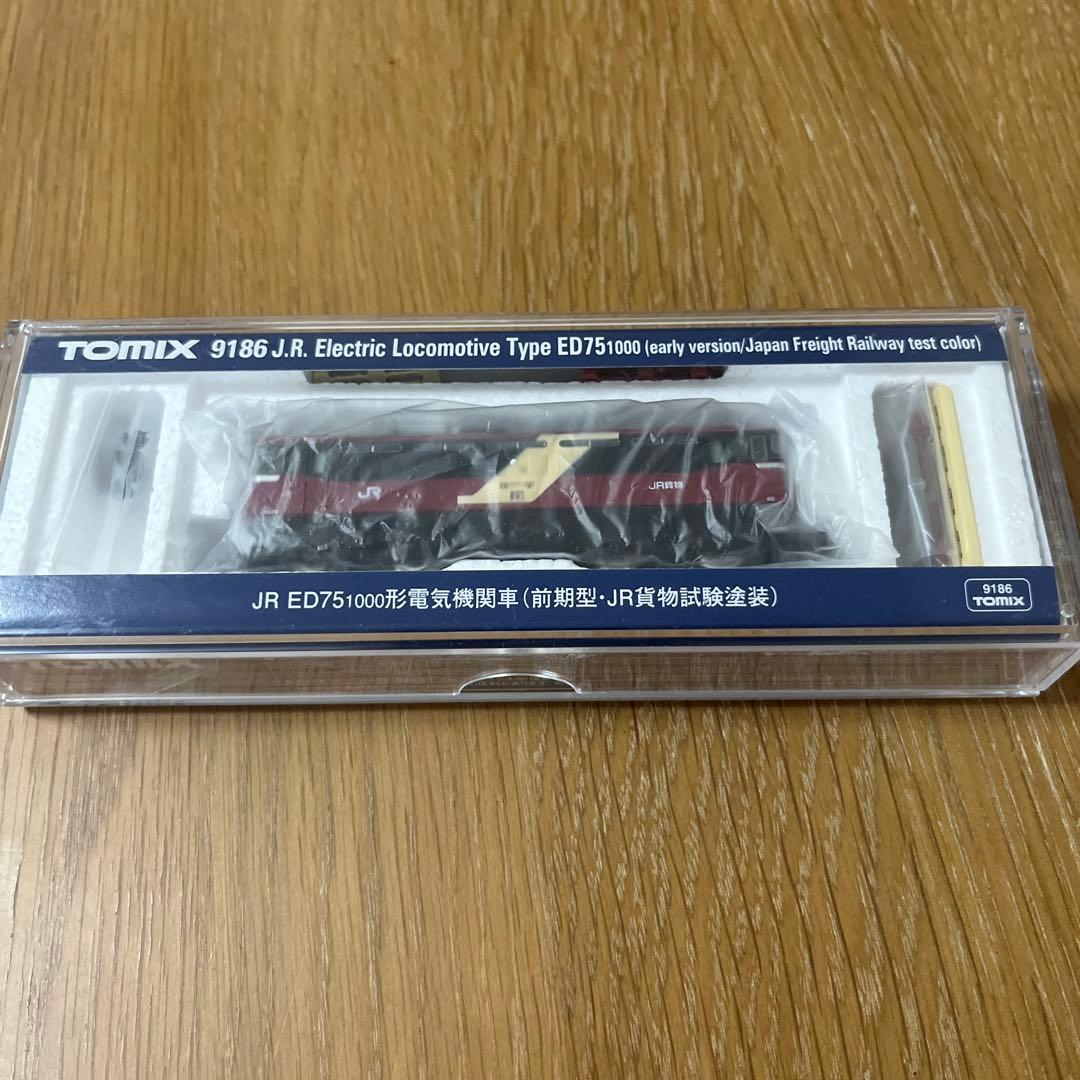 TOMIX 9186 J.R. Electric Locomotive Type ED751000 (early version/Japan Freight Railway test color)
JR
JR貨物
JR ED751000形電気機関車(前期型・JR貨物試験塗装)
9186
TOMIX